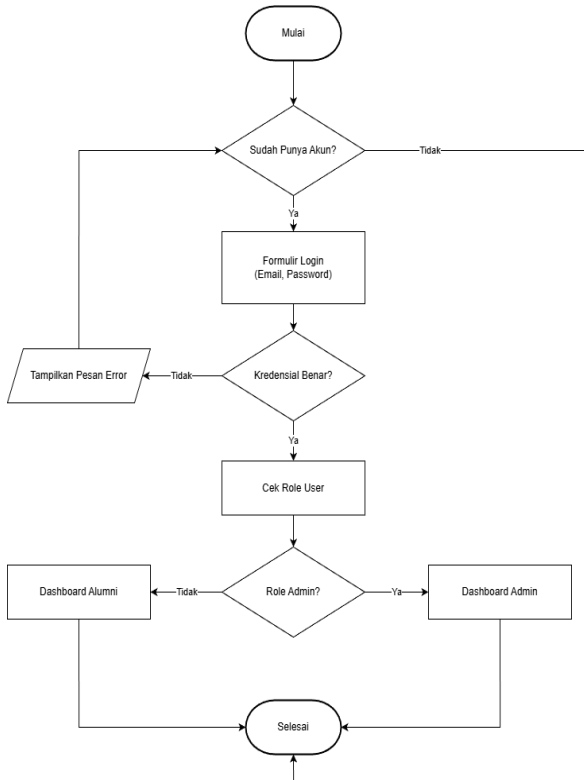 Mulai
Sudah Punya Akun?
Tidak
Ya
Formulir Login
(Email, Password)
Tampilkan Pesan Error
Tidak
Kredensial Benar?
Ya
Cek Role User
Dashboard Alumni
Tidak
Role Admin?
Ya
Dashboard Admin
Selesai